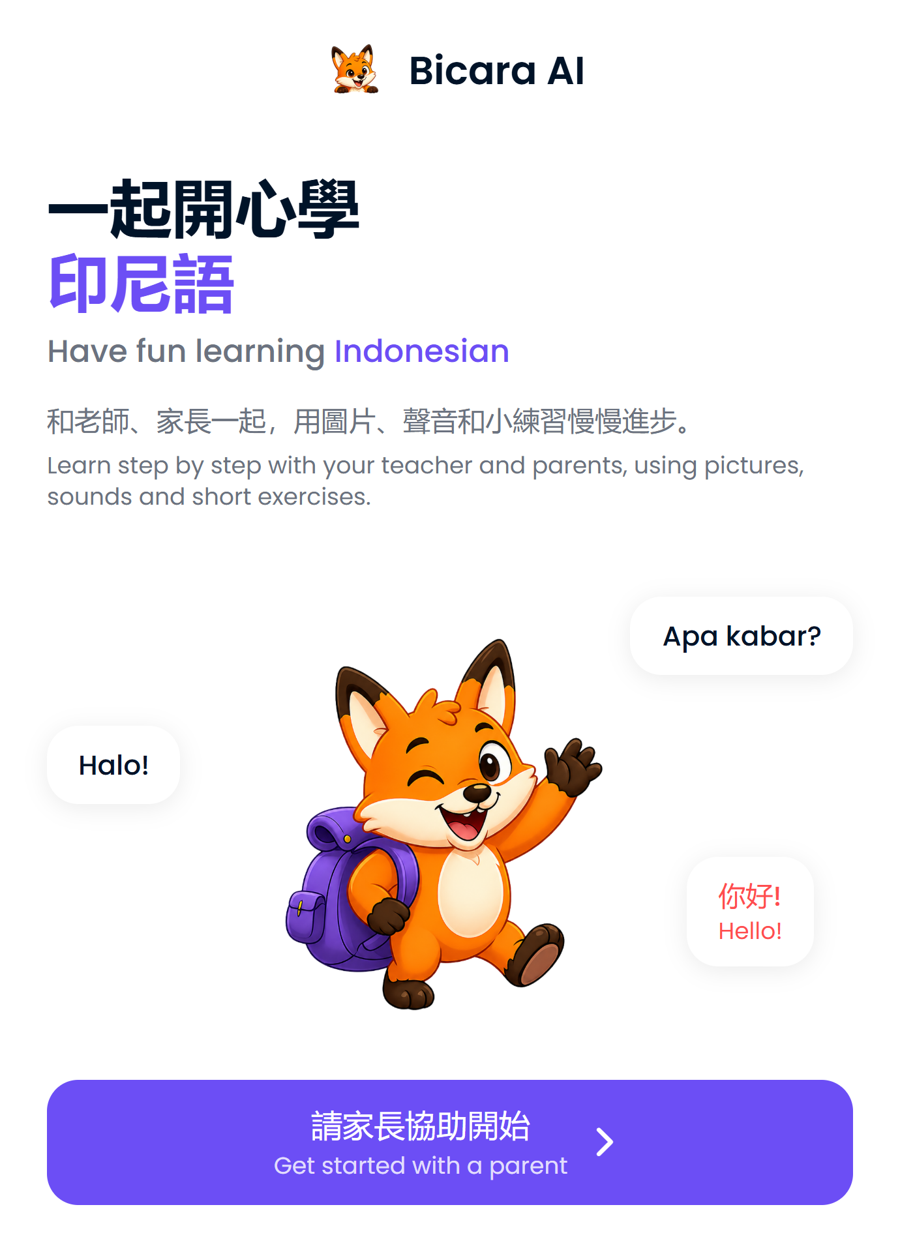 Bicara AI
一起開心學
印尼語
Have fun learning Indonesian
和老師、家長一起，用圖片、聲音和小練習慢慢進步。
Learn step by step with your teacher and parents, using pictures,
sounds and short exercises.
Apa kabar?
Halo!
你好!
Hello!
請家長協助開始
Get started with a parent